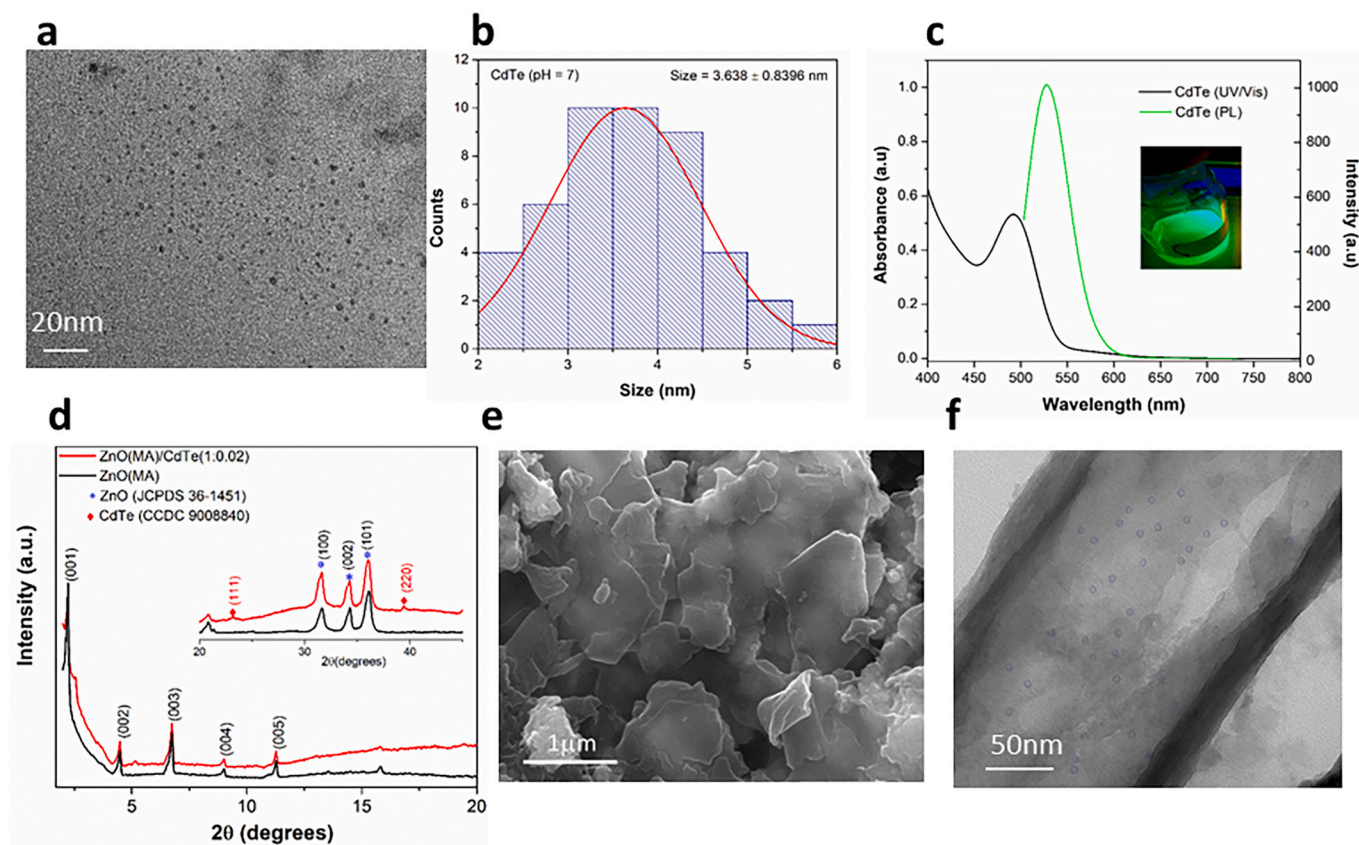 a
20nm
b
CdTe (pH = 7)
Size = 3.638 ± 0.8396 nm
12
10
8
6
4
2
0
Counts
2
3
4
5
6
Size (nm)
c
CdTe (UV/Vis)
CdTe (PL)
1.0
0.8
0.6
0.4
0.2
0.0
Absorbance (a.u)
1000
800
600
400
200
0
Intensity (a.u)
400
450
500
550
600
650
700
750
800
Wavelength (nm)
d
ZnO(MA)/CdTe(1:0.02)
ZnO(MA)
ZnO (JCPDS 36-1451)
CdTe (CCDC 9008840)
Intensity (a.u.)
(001)
(002)
(003)
(004)
(005)
(111)
(100)
(002)
(101)
(220)
20
30
40
2θ(degrees)
5
10
15
20
2θ (degrees)
e
1μm
f
50nm